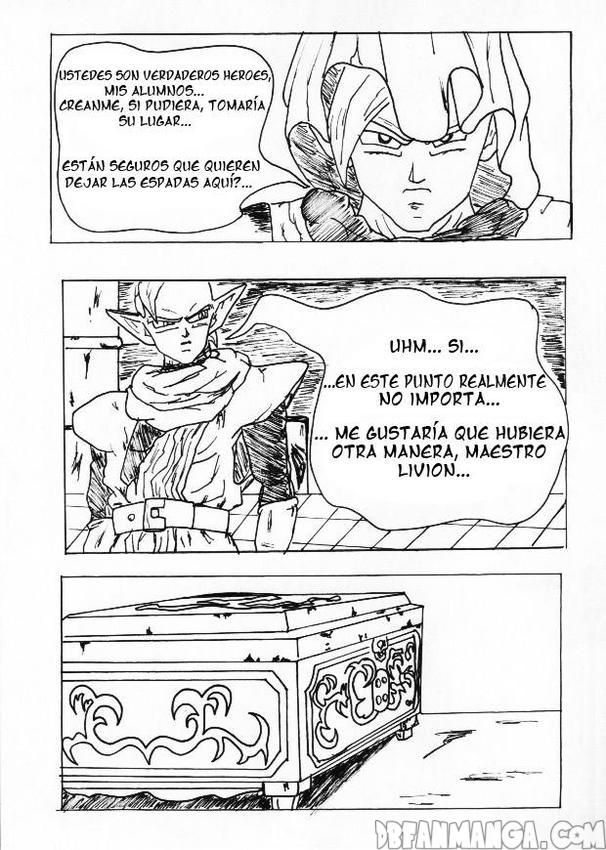 USTEDES SON VERDADEROS HEROES,
MIS ALUMNOS...
CREANME, SI PUDIERA, TOMARÍA
SU LUGAR...
ESTÁN SEGUROS QUE QUIEREN
DEJAR LAS ESPADAS AQUÍ?...
UHM... SI...
...EN ESTE PUNTO REALMENTE
NO IMPORTA...
... ME GUSTARÍA QUE HUBIERA
OTRA MANERA, MAESTRO
LIVION...
DBFANMANGA.COM